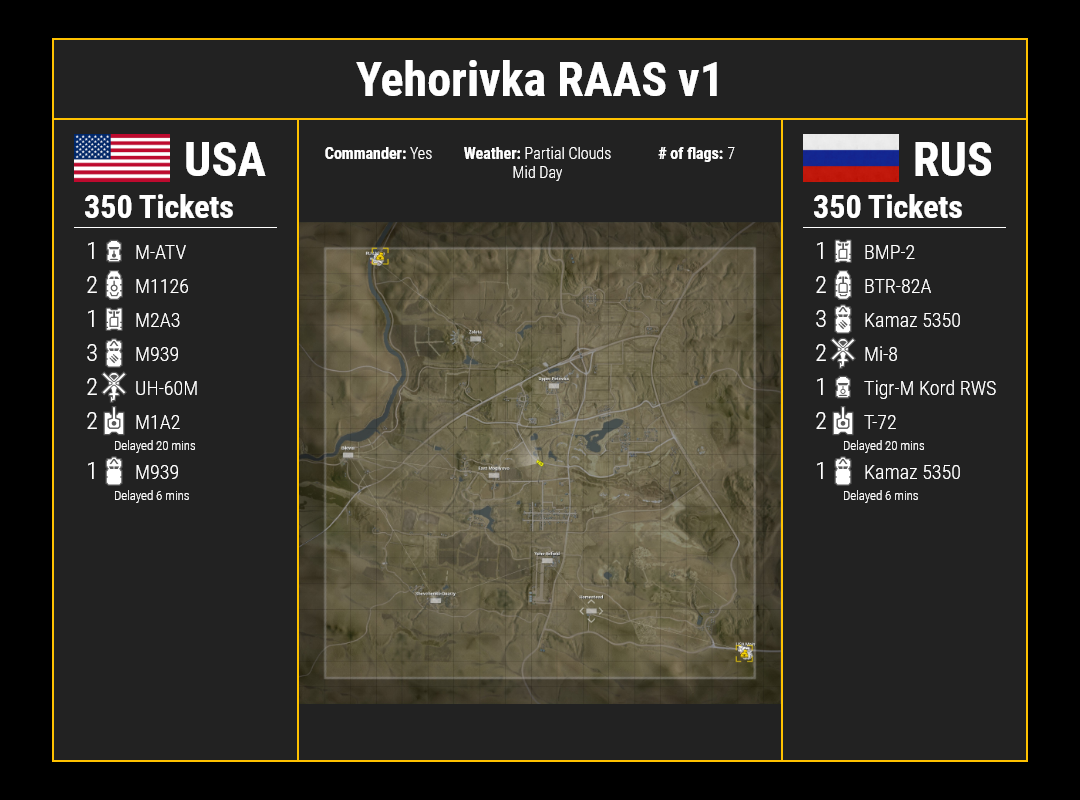 Yehorivka RAAS v1
USA
350 Tickets
1 M-ATV
2 M1126
1 M2A3
3 M939
2 UH-60M
2 M1A2
Delayed 20 mins
1 M939
Delayed 6 mins
Commander: Yes
Weather: Partial Clouds
Mid Day
# of flags: 7
RUS
350 Tickets
1 BMP-2
2 BTR-82A
3 Kamaz 5350
2 Mi-8
1 Tigr-M Kord RWS
2 T-72
Delayed 20 mins
1 Kamaz 5350
Delayed 6 mins